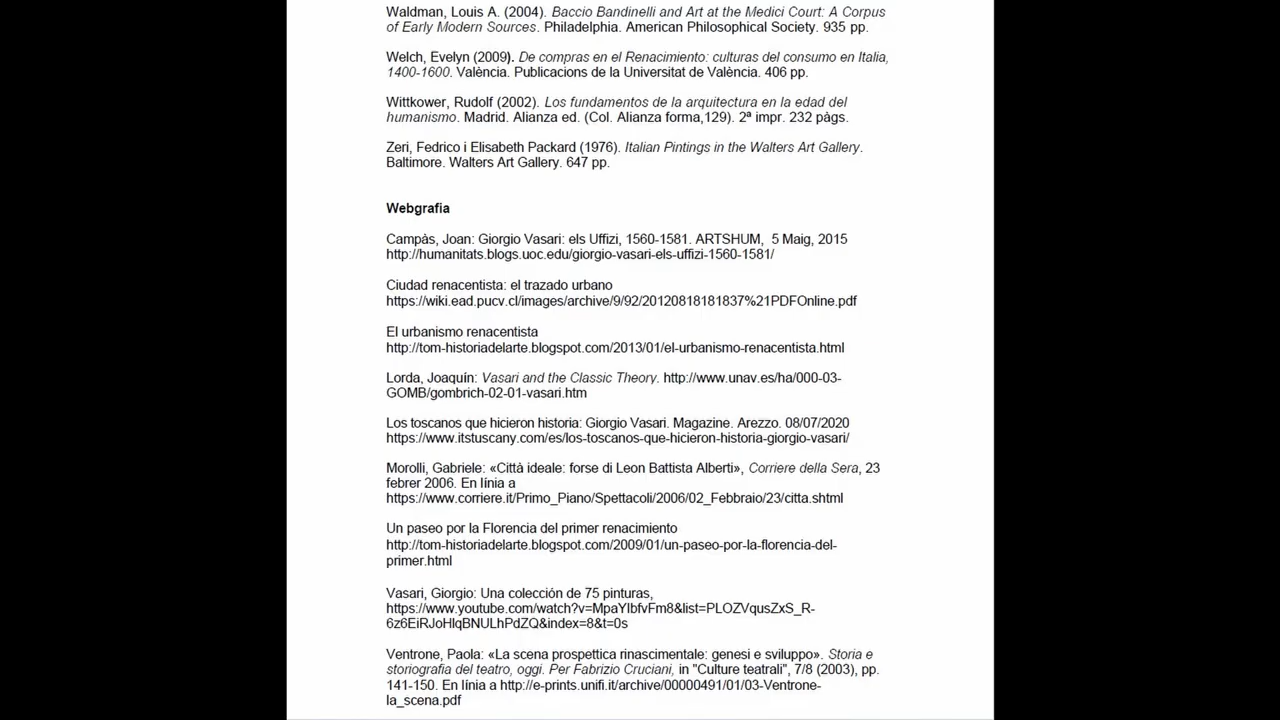 Waldman, Louis A. (2004). Baccio Bandinelli and Art at the Medici Court: A Corpus
of Early Modern Sources. Philadelphia. American Philosophical Society. 935 pp.
Welch, Evelyn (2009). De compras en el Renacimiento: culturas del consumo en Italia,
1400-1600. València. Publicacions de la Universitat de València. 406 pp.
Wittkower, Rudolf (2002). Los fundamentos de la arquitectura en la edad del
humanismo. Madrid. Alianza ed. (Col. Alianza forma,129). 2ª impr. 232 pàgs.
Zeri, Fedrico i Elisabeth Packard (1976). Italian Pintings in the Walters Art Gallery.
Baltimore. Walters Art Gallery. 647 pp.
Webgrafia
Campàs, Joan: Giorgio Vasari: els Uffizi, 1560-1581. ARTSHUM, 5 Maig, 2015
http://humanitats.blogs.uoc.edu/giorgio-vasari-els-uffizi-1560-1581/
Ciudad renacentista: el trazado urbano
https://wiki.ead.pucv.cl/images/archive/9/92/20120818181837%21PDFOnline.pdf
El urbanismo renacentista
http://tom-historiadelarte.blogspot.com/2013/01/el-urbanismo-renacentista.html
Lorda, Joaquín: Vasari and the Classic Theory. http://www.unav.es/ha/000-03-
GOMB/gombrich-02-01-vasari.htm
Los toscanos que hicieron historia: Giorgio Vasari. Magazine. Arezzo. 08/07/2020
https://www.itstuscany.com/es/los-toscanos-que-hicieron-historia-giorgio-vasari/
Morolli, Gabriele: «Città ideale: forse di Leon Battista Alberti», Corriere della Sera, 23
febrer 2006. En línia a
https://www.corriere.it/Primo_Piano/Spettacoli/2006/02_Febbraio/23/citta.shtml
Un paseo por la Florencia del primer renacimiento
http://tom-historiadelarte.blogspot.com/2009/01/un-paseo-por-la-florencia-del-
primer.html
Vasari, Giorgio: Una colección de 75 pinturas,
https://www.youtube.com/watch?v=MpaYIbfvFm8&list=PLOZVqusZxS_R-
6z6EiRJoHlqBNULhPdZQ&index=8&t=0s
Ventrone, Paola: «La scena prospettica rinascimentale: genesi e sviluppo». Storia e
storiografia del teatro, oggi. Per Fabrizio Cruciani, in "Culture teatrali", 7/8 (2003), pp.
141-150. En línia a http://e-prints.unifi.it/archive/00000491/01/03-Ventrone-
la_scena.pdf